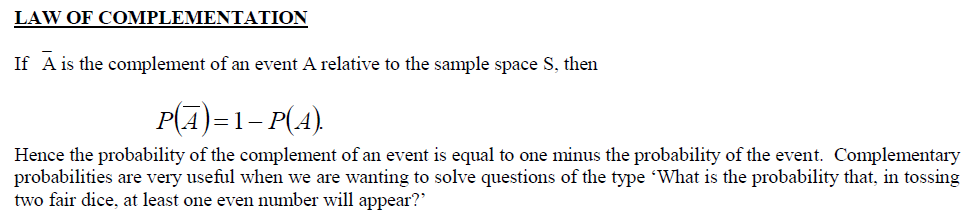 LAW OF COMPLEMENTATION
If A̅ is the complement of an event A relative to the sample space S, then
P(A̅) = 1 – P(A).
Hence the probability of the complement of an event is equal to one minus the probability of the event. Complementary
probabilities are very useful when we are wanting to solve questions of the type ‘What is the probability that, in tossing
two fair dice, at least one even number will appear?’